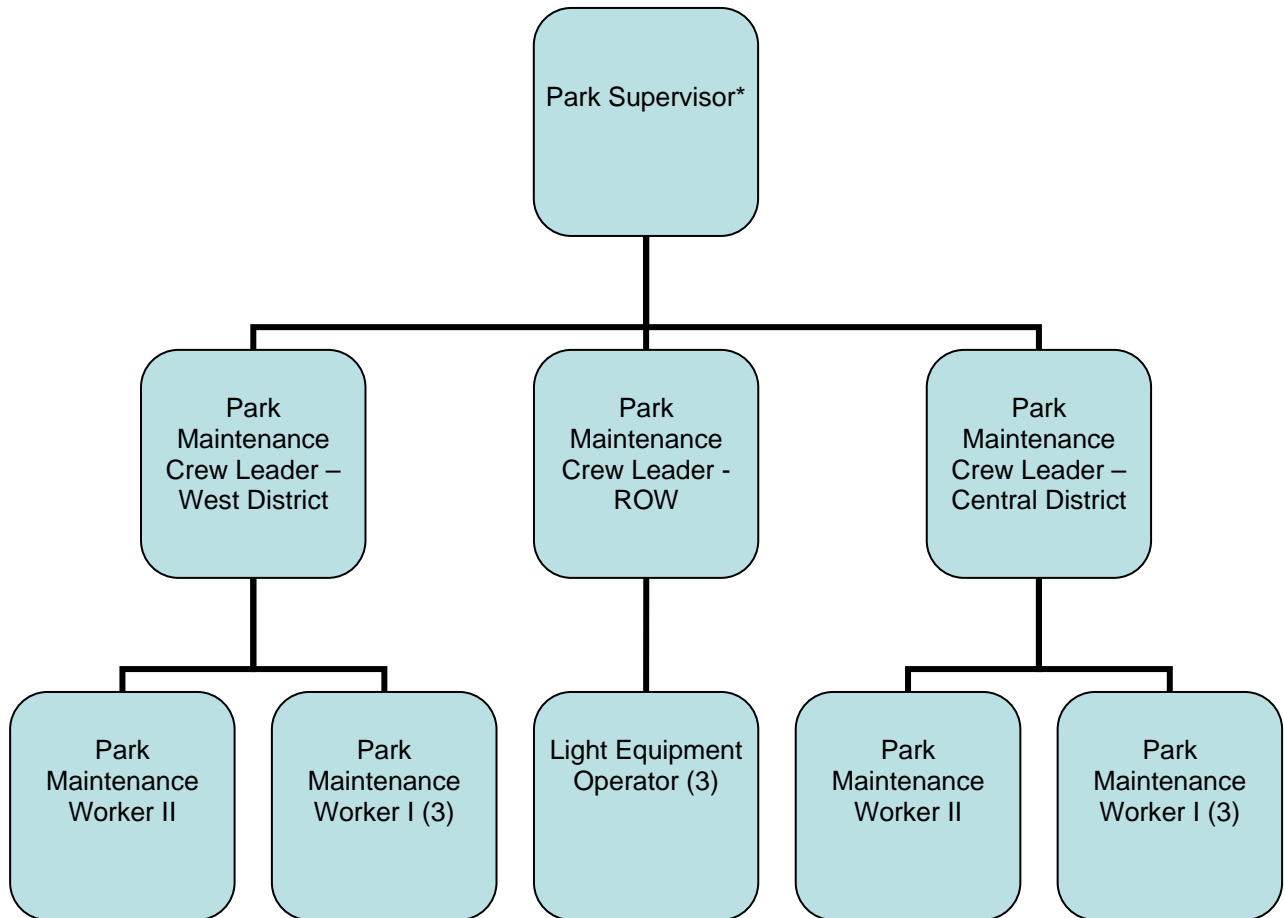 Park Supervisor*
Park
Maintenance
Crew Leader –
West District
Park
Maintenance
Crew Leader -
ROW
Park
Maintenance
Crew Leader –
Central District
Park
Maintenance
Worker II
Park
Maintenance
Worker I (3)
Light Equipment
Operator (3)
Park
Maintenance
Worker II
Park
Maintenance
Worker I (3)